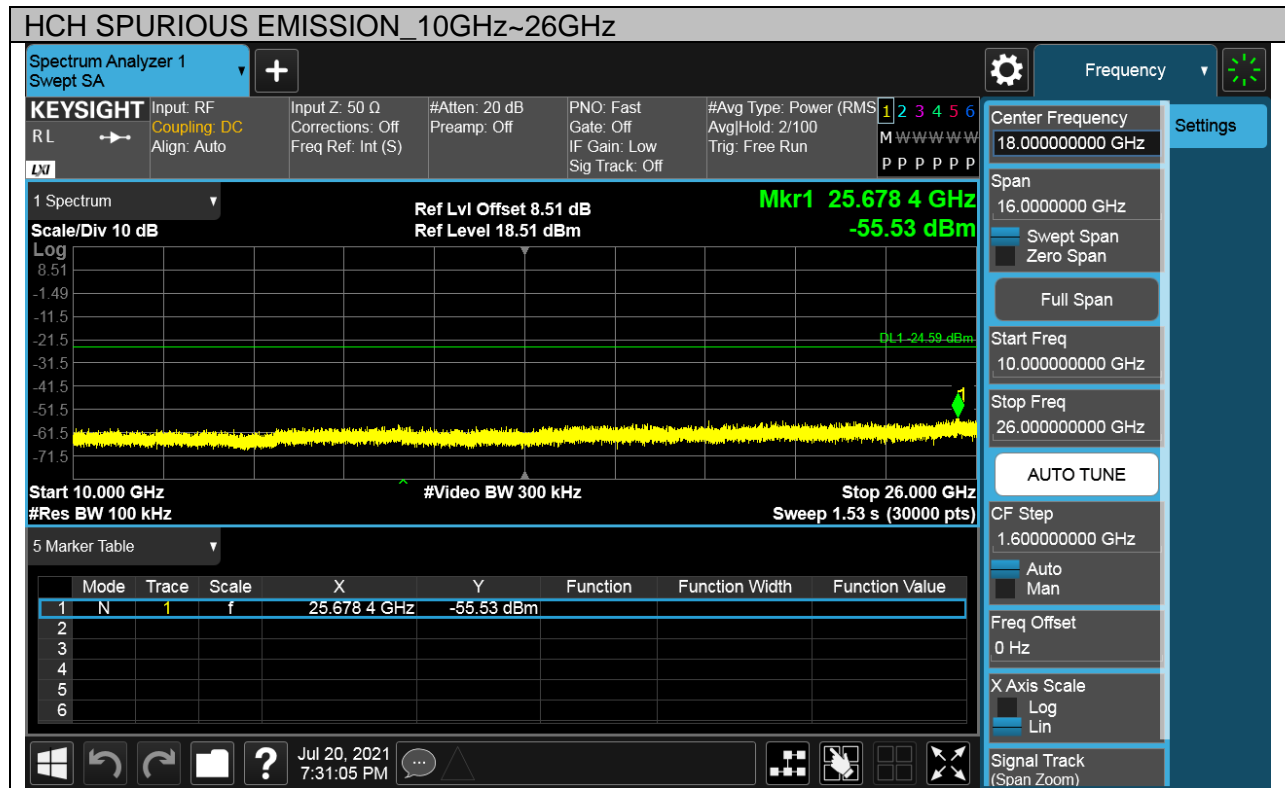 HCH SPURIOUS EMISSION_10GHz~26GHz
Spectrum Analyzer 1
Swept SA
Frequency
KEYSIGHT
RL
LXI
Input: RF
Coupling: DC
Align: Auto
Input Z: 50 Ω
Corrections: Off
Freq Ref: Int (S)
#Atten: 20 dB
Preamp: Off
PNO: Fast
Gate: Off
IF Gain: Low
Sig Track: Off
#Avg Type: Power (RMS
Avg|Hold: 2/100
Trig: Free Run
1 2 3 4 5 6
M W W W W W
P P P P P P
1 Spectrum
Scale/Div 10 dB
Ref Lvl Offset 8.51 dB
Ref Level 18.51 dBm
Mkr1 25.678 4 GHz
-55.53 dBm
Log
8.51
-1.49
-11.5
-21.5
-31.5
-41.5
-51.5
-61.5
-71.5
DL1 -24.59 dBm
1
Start 10.000 GHz
#Video BW 300 kHz
Stop 26.000 GHz
#Res BW 100 kHz
Sweep 1.53 s (30000 pts)
5 Marker Table
Mode Trace Scale X Y Function Function Width Function Value
1 N 1 f 25.678 4 GHz -55.53 dBm
2
3
4
5
6
?
Jul 20, 2021
7:31:05 PM
Center Frequency
18.000000000 GHz
Settings
Span
16.0000000 GHz
Swept Span
Zero Span
Full Span
Start Freq
10.000000000 GHz
Stop Freq
26.000000000 GHz
AUTO TUNE
CF Step
1.600000000 GHz
Auto
Man
Freq Offset
0 Hz
X Axis Scale
Log
Lin
Signal Track
(Span Zoom)